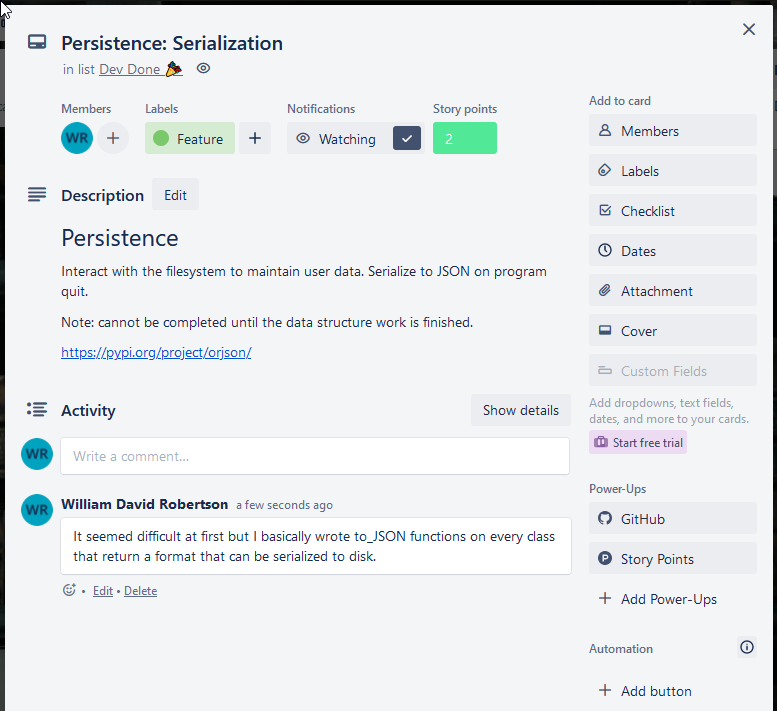 Persistence: Serialization
in list Dev Done 🎉
Members
Labels
Notifications
Story points
WR
Feature
Watching
2
Description
Edit
Persistence
Interact with the filesystem to maintain user data. Serialize to JSON on program
quit.
Note: cannot be completed until the data structure work is finished.
https://pypi.org/project/orjson/
Activity
Show details
WR
Write a comment...
WR
William David Robertson a few seconds ago
It seemed difficult at first but I basically wrote to_JSON functions on every class
that return a format that can be serialized to disk.
• Edit • Delete
Add to card
Members
Labels
Checklist
Dates
Attachment
Cover
Custom Fields
Add dropdowns, text fields,
dates, and more to your cards.
Start free trial
Power-Ups
GitHub
Story Points
Add Power-Ups
Automation
Add button